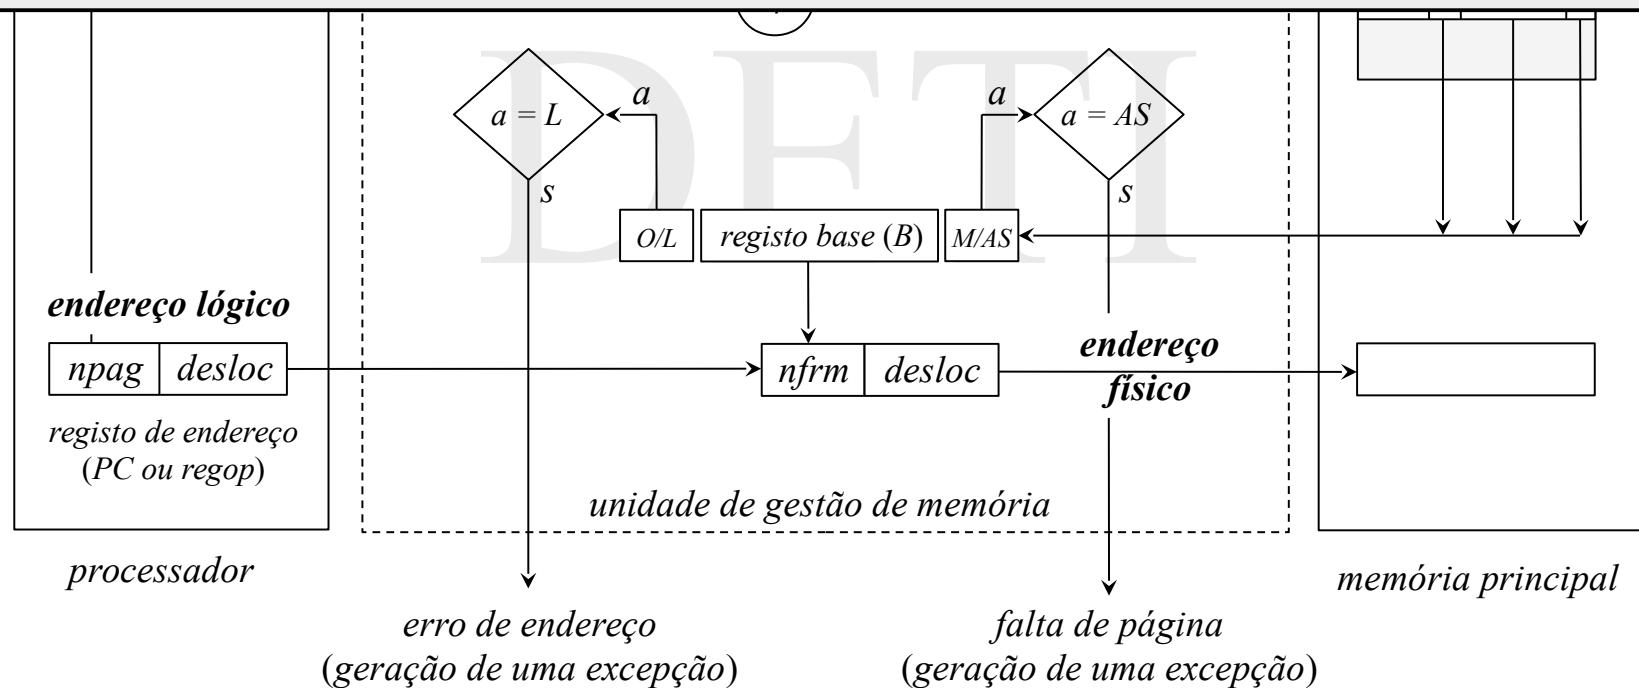 DETI
a
a
a = L
a = AS
s
s
O/L
registo base (B)
M/AS
endereço lógico
npag
desloc
nfrm
desloc
endereço
físico
registo de endereço
(PC ou regop)
unidade de gestão de memória
processador
memória principal
erro de endereço
(geração de uma excepção)
falta de página
(geração de uma excepção)